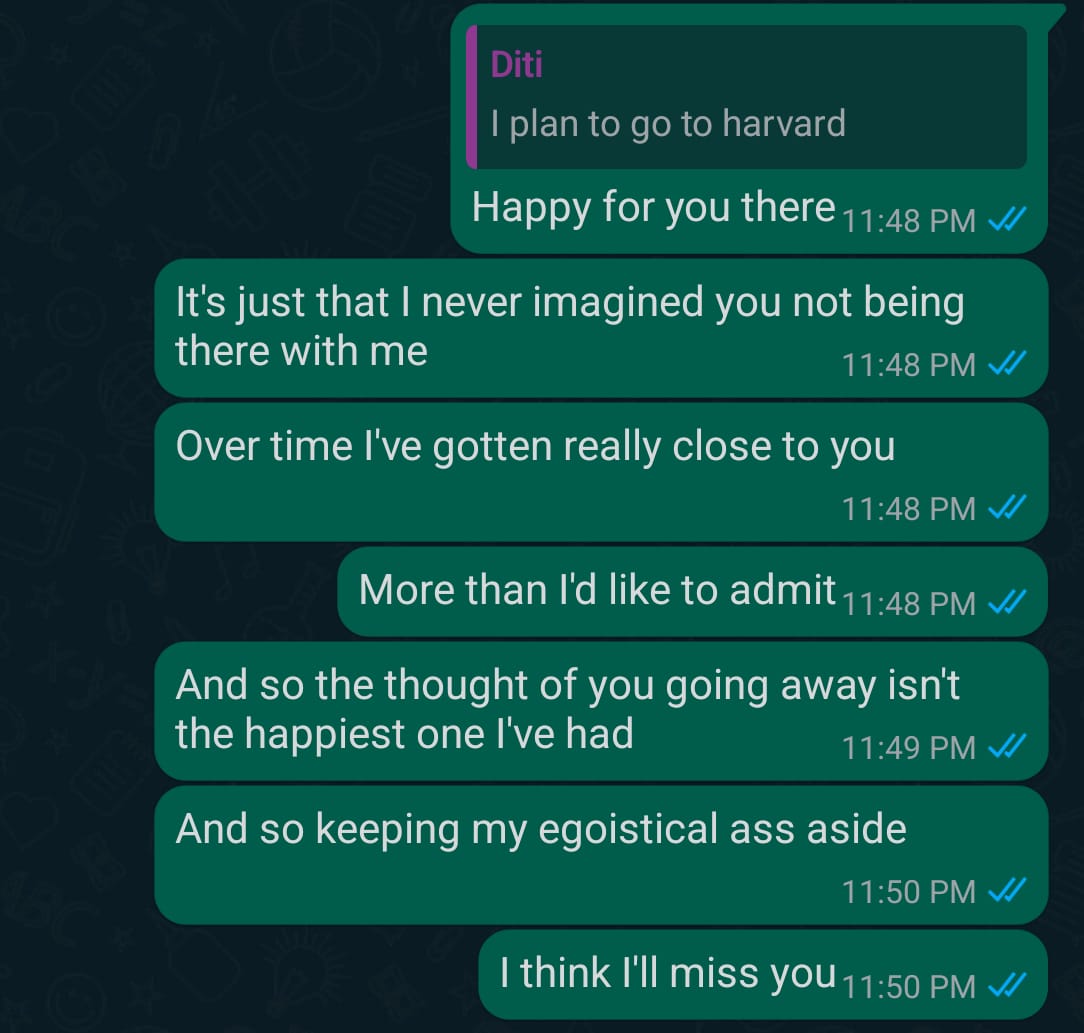 Diti
I plan to go to harvard
Happy for you there 11:48 PM
It's just that I never imagined you not being
there with me 11:48 PM
Over time I've gotten really close to you
11:48 PM
More than I'd like to admit 11:48 PM
And so the thought of you going away isn't
the happiest one I've had 11:49 PM
And so keeping my egoistical ass aside
11:50 PM
I think I'll miss you 11:50 PM